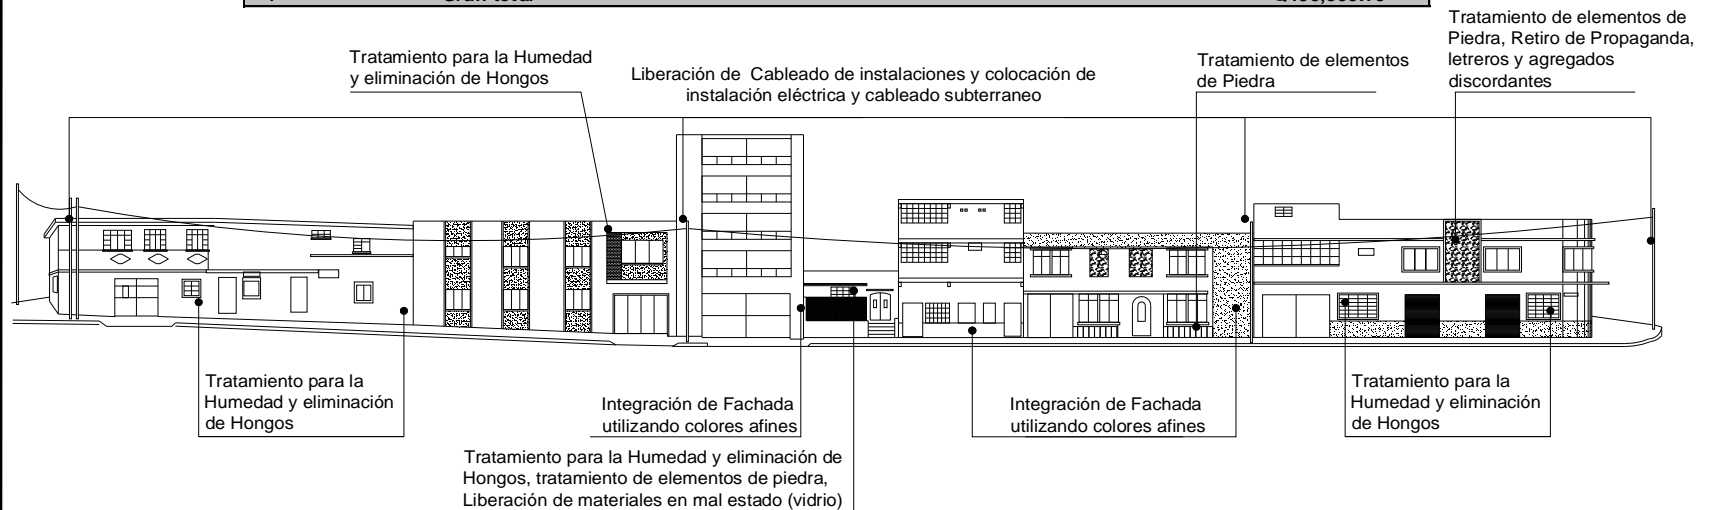 Tratamiento de elementos de
Piedra, Retiro de Propaganda,
letreros y agregados
discordantes
Tratamiento para la Humedad
y eliminación de Hongos
Liberación de Cableado de instalaciones y colocación de
instalación eléctrica y cableado subterraneo
Tratamiento de elementos
de Piedra
Tratamiento para la
Humedad y eliminación
de Hongos
Integración de Fachada
utilizando colores afines
Integración de Fachada
utilizando colores afines
Tratamiento para la
Humedad y eliminación
de Hongos
Tratamiento para la Humedad y eliminación de
Hongos, tratamiento de elementos de piedra,
Liberación de materiales en mal estado (vidrio)